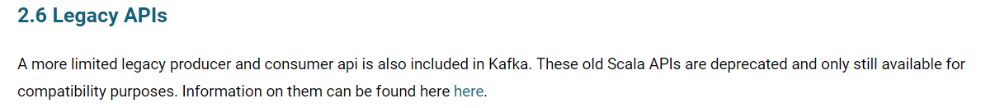 2.6 Legacy APIs
A more limited legacy producer and consumer api is also included in Kafka. These old Scala APIs are deprecated and only still available for
compatibility purposes. Information on them can be found here here.